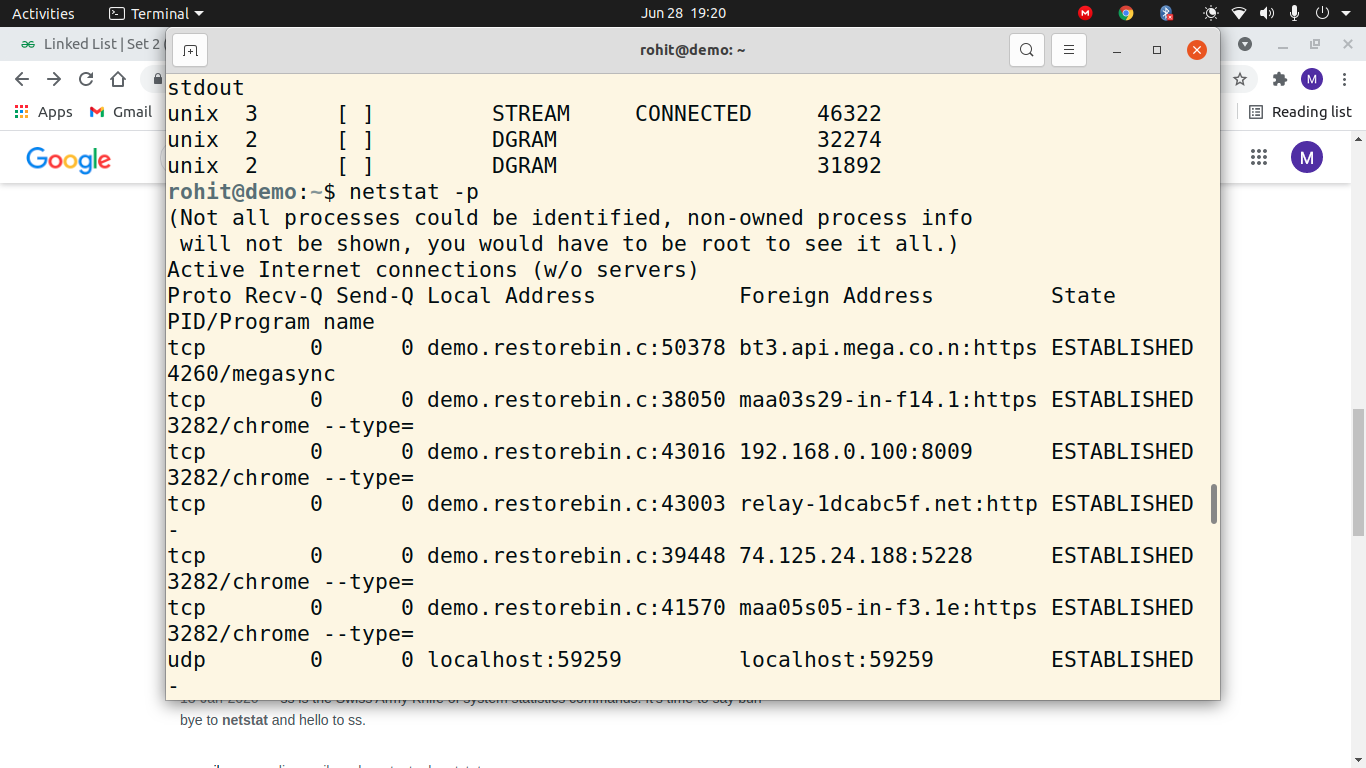 Activities Terminal Jun 28 19:20
Linked List | Set 2 (
rohit@demo: ~
Apps Gmail Reading list
M
Google
M
stdout
unix 3 [ ] STREAM CONNECTED 46322
unix 2 [ ] DGRAM 32274
unix 2 [ ] DGRAM 31892
rohit@demo:~$ netstat -p
(Not all processes could be identified, non-owned process info
will not be shown, you would have to be root to see it all.)
Active Internet connections (w/o servers)
Proto Recv-Q Send-Q Local Address Foreign Address State
PID/Program name
tcp 0 0 demo.restorebin.c:50378 bt3.api.mega.co.n:https ESTABLISHED
4260/megasync
tcp 0 0 demo.restorebin.c:38050 maa03s29-in-f14.1:https ESTABLISHED
3282/chrome --type=
tcp 0 0 demo.restorebin.c:43016 192.168.0.100:8009 ESTABLISHED
3282/chrome --type=
tcp 0 0 demo.restorebin.c:43003 relay-1dcabc5f.net:http ESTABLISHED
-
tcp 0 0 demo.restorebin.c:39448 74.125.24.188:5228 ESTABLISHED
3282/chrome --type=
tcp 0 0 demo.restorebin.c:41570 maa05s05-in-f3.1e:https ESTABLISHED
3282/chrome --type=
udp 0 0 localhost:59259 localhost:59259 ESTABLISHED
-
ss is the Swiss Army Knife of system statistics commands. It's time to say
bye to netstat and hello to ss.